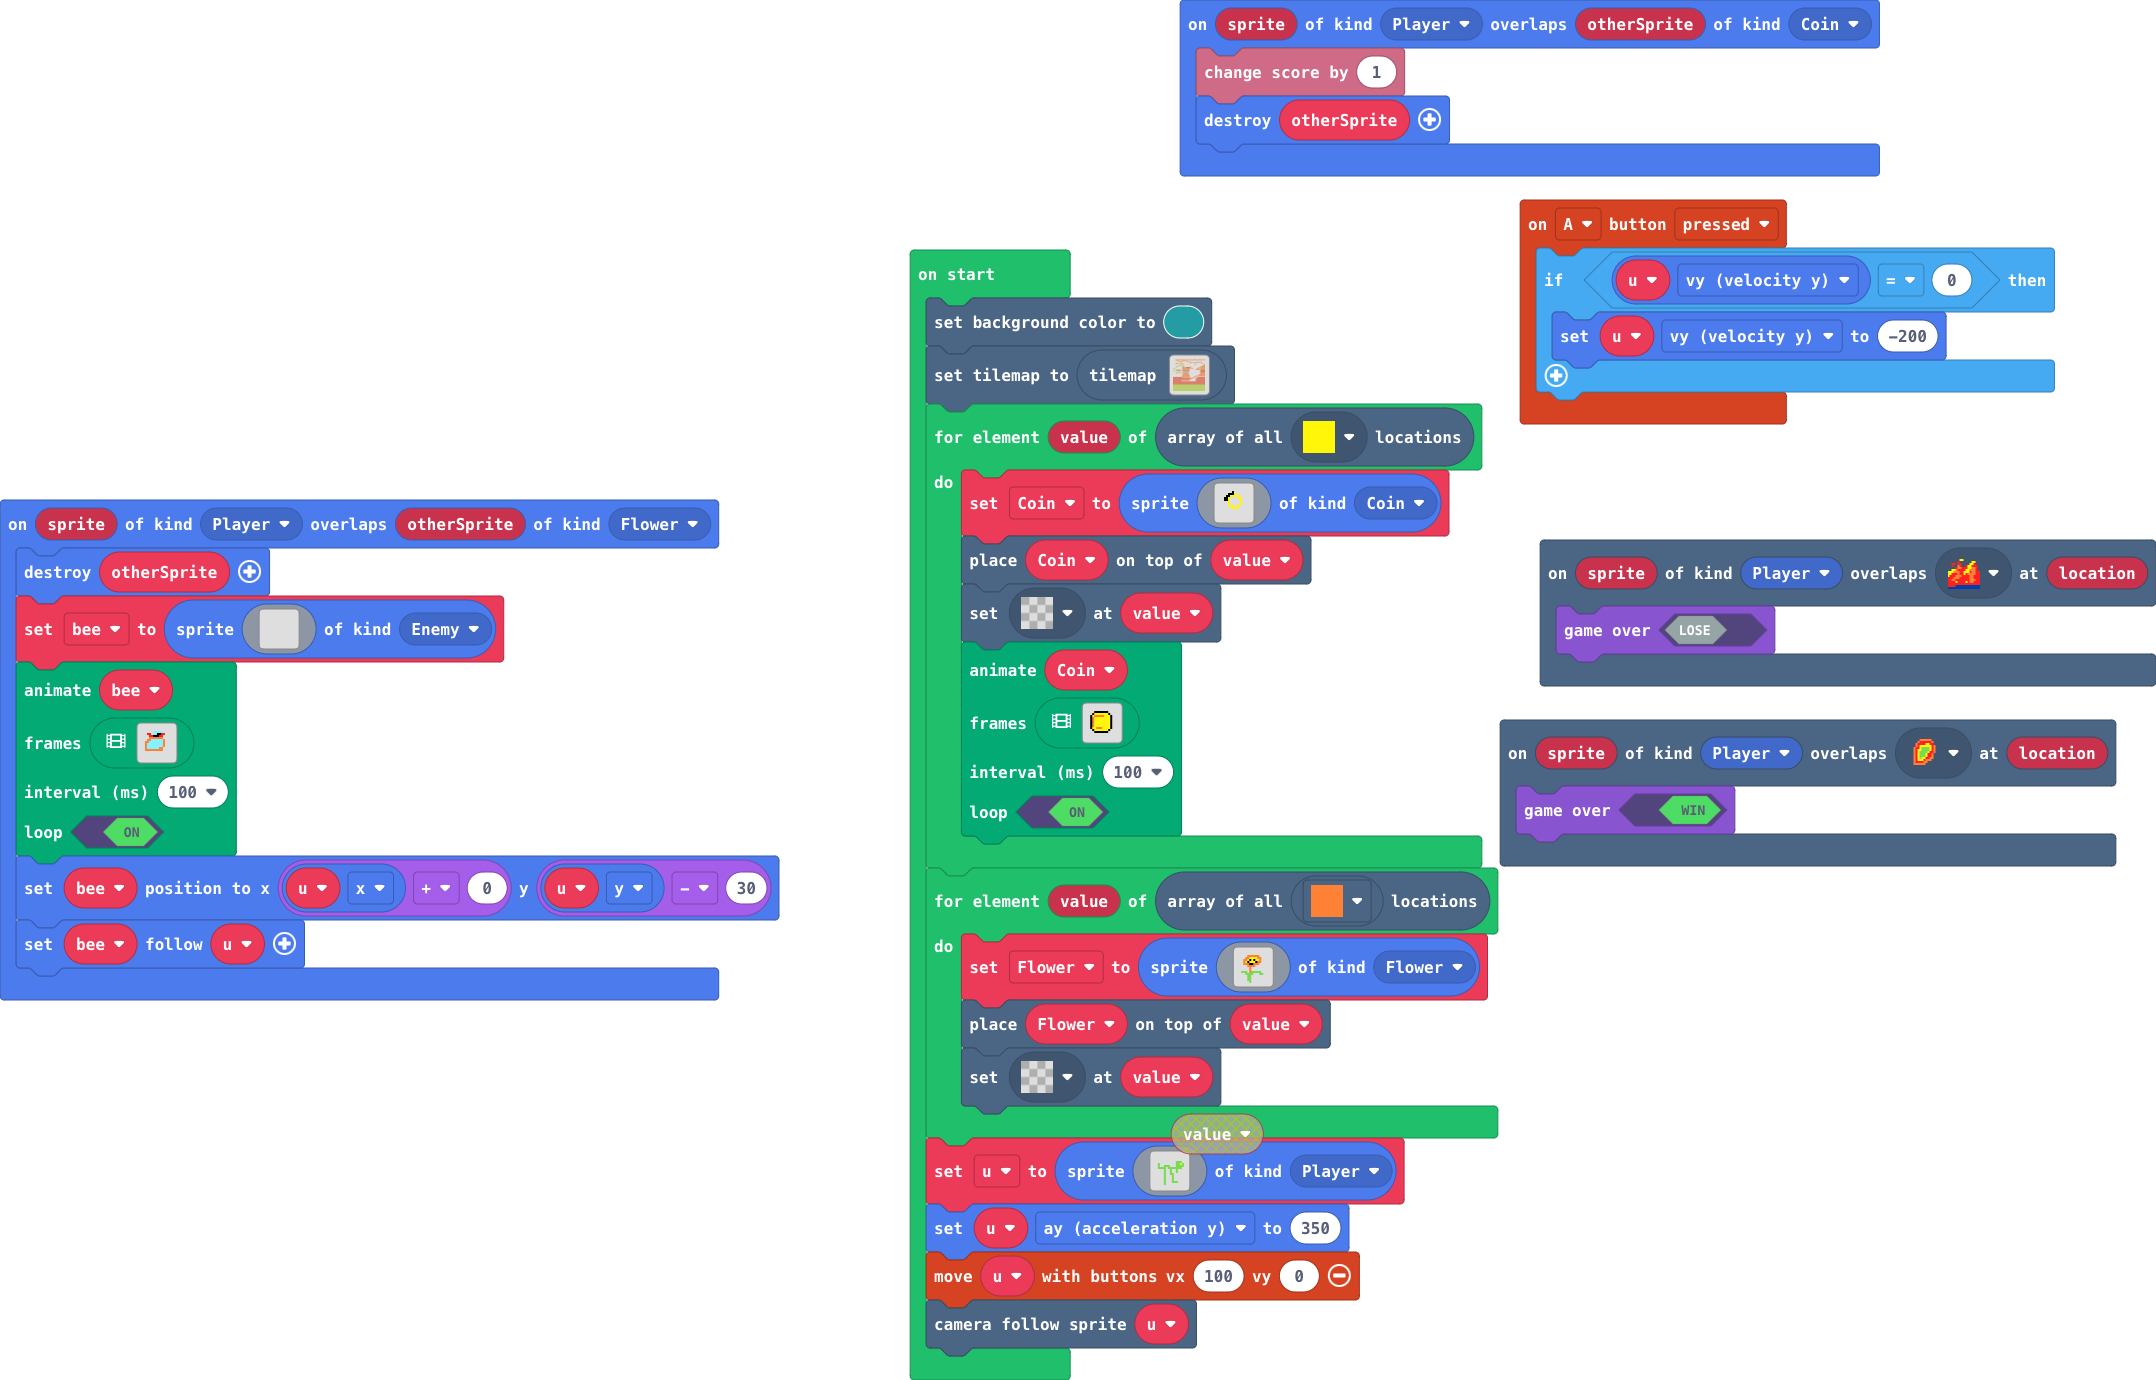 on sprite of kind Player overlaps otherSprite of kind Coin
change score by 1
destroy otherSprite
on A button pressed
if u vy (velocity y) = 0 then
set u vy (velocity y) to -200
on start
set background color to
set tilemap to tilemap
for element value of array of all locations
do
set Coin to sprite of kind Coin
place Coin on top of value
set at value
animate Coin
frames
interval (ms) 100
loop ON
for element value of array of all locations
do
set Flower to sprite of kind Flower
place Flower on top of value
set at value
value
set u to sprite of kind Player
set u ay (acceleration y) to 350
move u with buttons vx 100 vy 0
camera follow sprite u
on sprite of kind Player overlaps otherSprite of kind Flower
destroy otherSprite
set bee to sprite of kind Enemy
animate bee
frames
interval (ms) 100
loop ON
set bee position to x u x + 0 y u y - 30
set bee follow u
on sprite of kind Player overlaps at location
game over LOSE
on sprite of kind Player overlaps at location
game over WIN